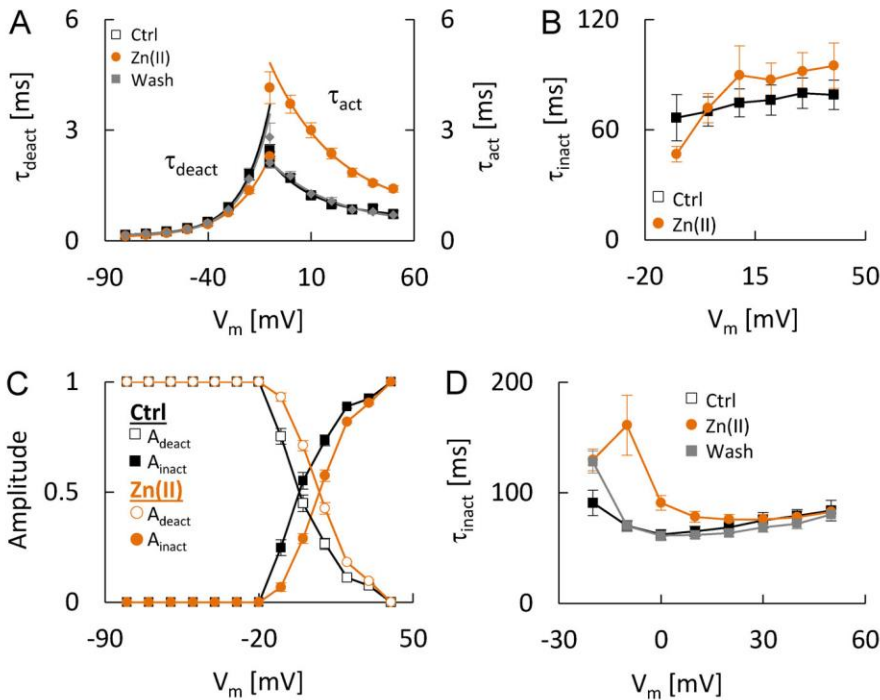 A
6
3
0
τdeact [ms]
Ctrl
Zn(II)
Wash
τact
τdeact
6
3
0
τact [ms]
-90 -40 10 60
Vm [mV]
B
120
60
0
τinact [ms]
Ctrl
Zn(II)
-20 15 50
Vm [mV]
C
1
0.5
0
Amplitude
Ctrl
Adeact
Ainact
Zn(II)
Adeact
Ainact
-90 -20 50
Vm [mV]
D
200
100
0
τinact [ms]
Ctrl
Zn(II)
Wash
-30 0 30 60
Vm [mV]